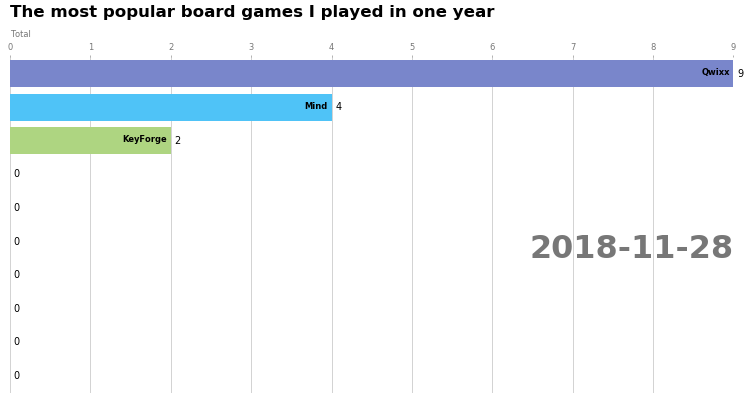 The most popular board games I played in one year
Total
0 1 2 3 4 5 6 7 8 9
Qwixx 9
Mind 4
KeyForge 2
0
0
2018-11-28
0
0
0
0
0